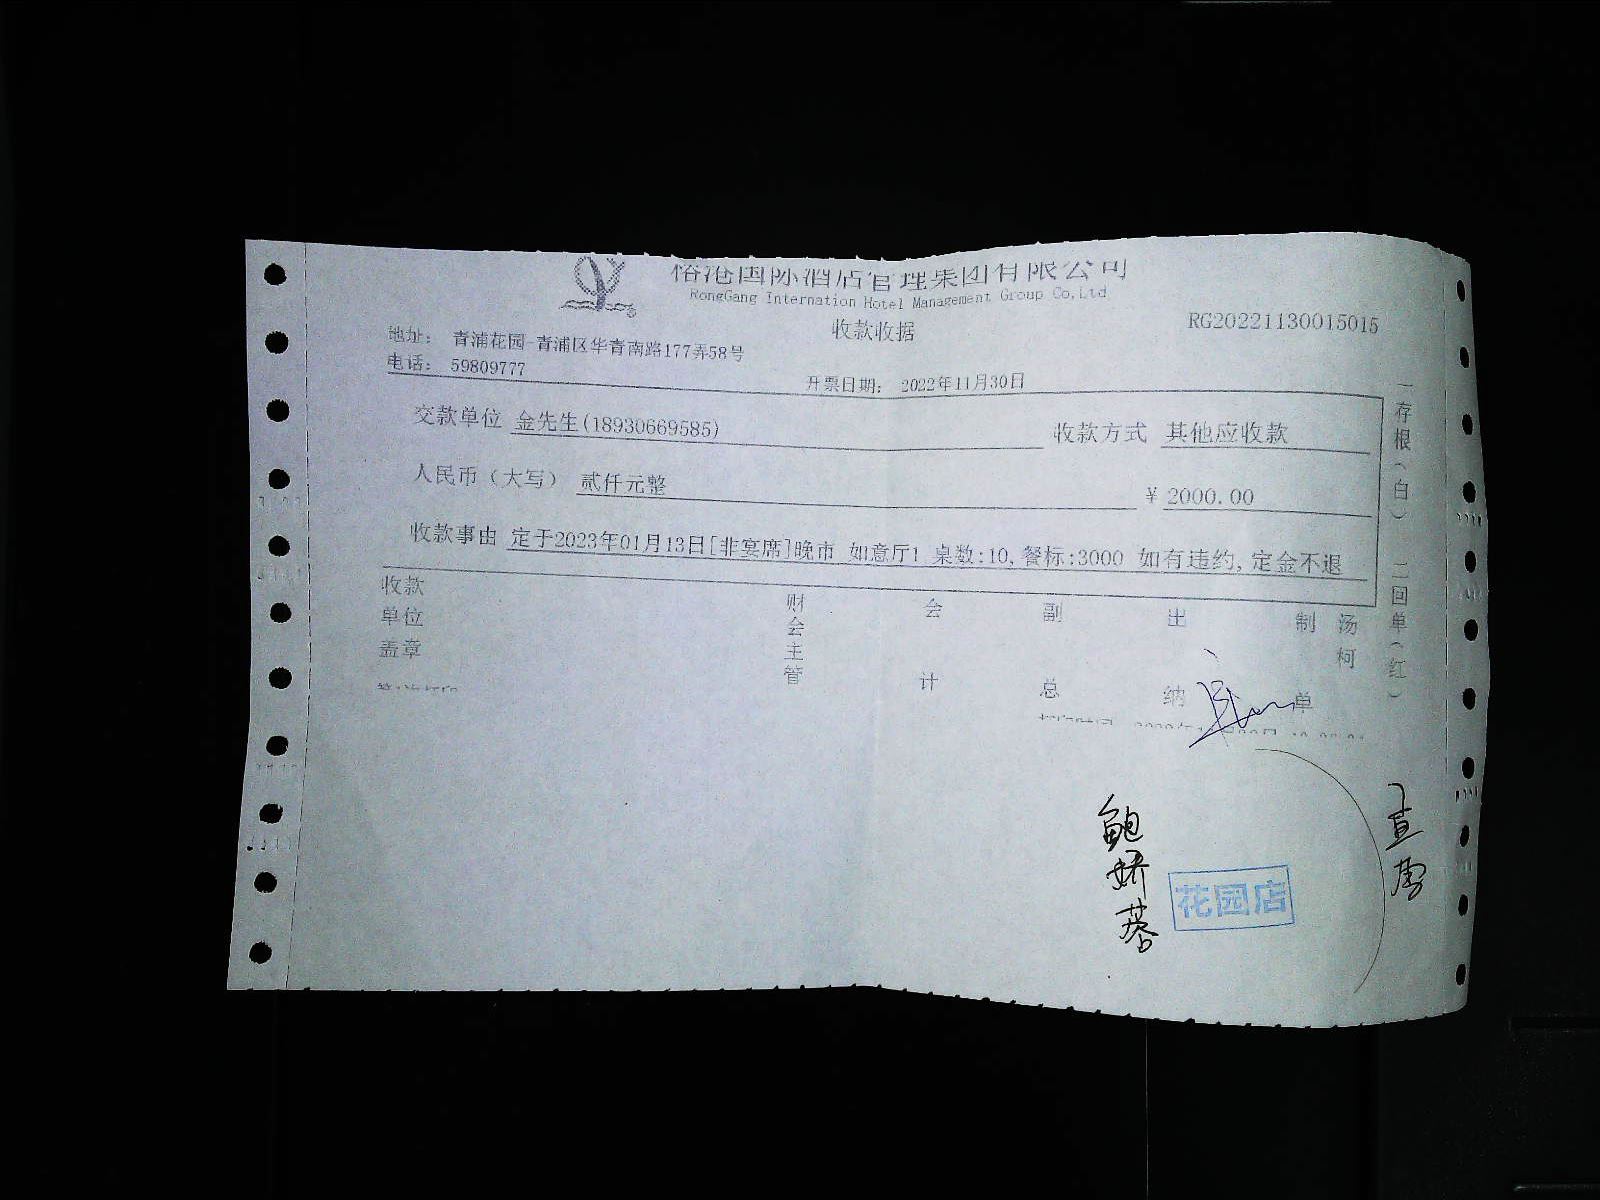 榕港国际酒店管理集团有限公司
RongGang Internation Hotel Management Group Co,Ltd
收款收据
RG20221130015015
地址： 青浦花园-青浦区华青南路177弄58号
电话： 59809777
开票日期： 2022年11月30日
交款单位 金先生(18930669585) 收款方式 其他应收款
人民币（大写） 贰仟元整 ￥ 2000.00
收款事由 定于2023年01月13日[非宴席]晚市 如意厅1 桌数:10,餐标:3000 如有违约,定金不退
收款单位盖章 财会主管 会计 副总 出纳 制单 汤柯
一存根（白） 二回单（红）
鲍娇蓉
花园店